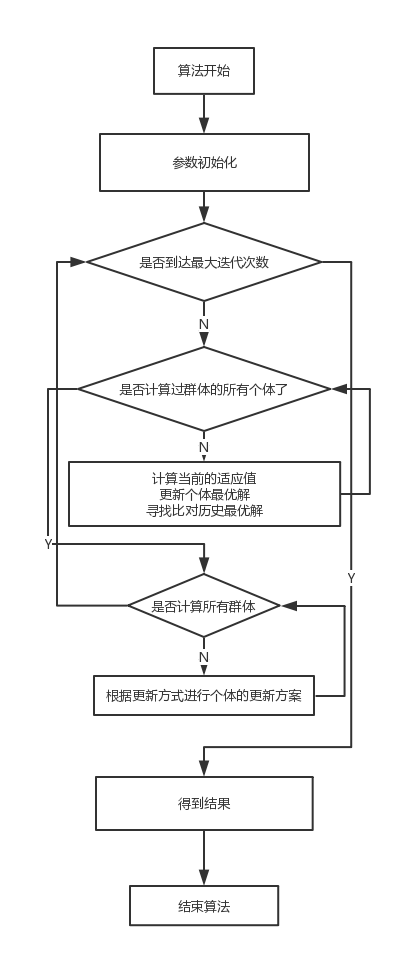 算法开始
参数初始化
是否到达最大迭代次数
N
是否计算过群体的所有个体了
N
计算当前的适应值
更新个体最优解
寻找比对历史最优解
Y
Y
是否计算所有群体
N
根据更新方式进行个体的更新方案
得到结果
结束算法